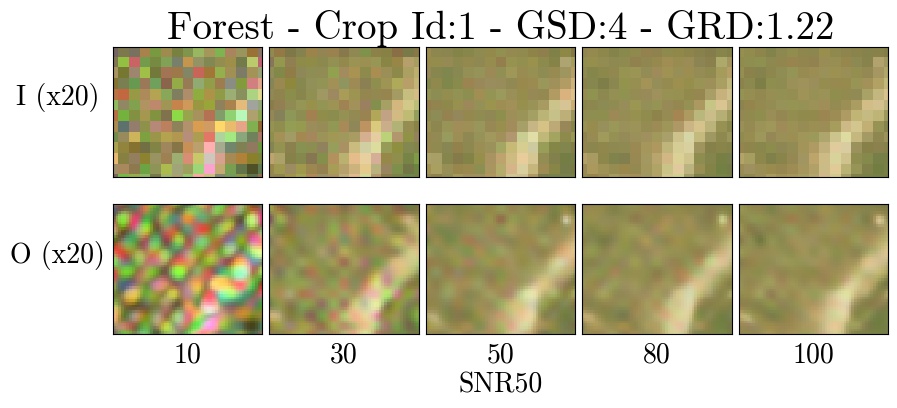 Forest - Crop Id:1 - GSD:4 - GRD:1.22
I (x20)
O (x20)
10 30 50 80 100
SNR50